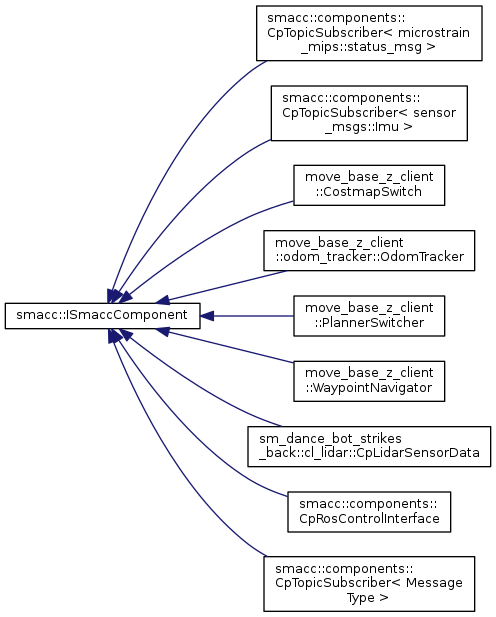 smacc::components::
CpTopicSubscriber< microstrain
_mips::status_msg >
smacc::components::
CpTopicSubscriber< sensor
_msgs::Imu >
move_base_z_client
::CostmapSwitch
move_base_z_client
::odom_tracker::OdomTracker
smacc::ISmaccComponent
move_base_z_client
::PlannerSwitcher
move_base_z_client
::WaypointNavigator
sm_dance_bot_strikes
_back::cl_lidar::CpLidarSensorData
smacc::components::
CpRosControlInterface
smacc::components::
CpTopicSubscriber< Message
Type >